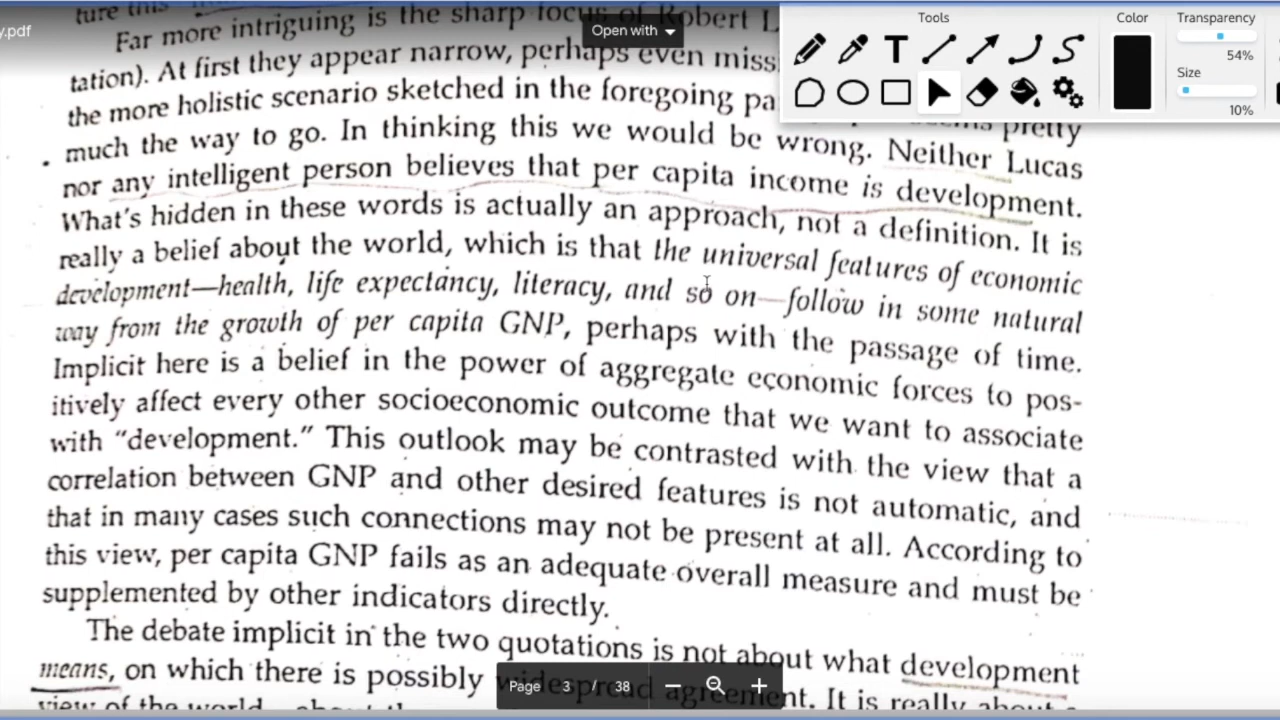 y.pdf
Open with
Tools
Color
Transparency
54%
Size
10%
ture this
Far more intriguing is the sharp focus of Robert L
tation). At first they appear narrow, perhaps even miss
the more holistic scenario sketched in the foregoing pa pretty
much the way to go. In thinking this we would be wrong. Neither Lucas
nor any intelligent person believes that per capita income is development.
What's hidden in these words is actually an approach, not a definition. It is
really a belief about the world, which is that the universal features of economic
development—health, life expectancy, literacy, and so on—follow in some natural
way from the growth of per capita GNP, perhaps with the passage of time.
Implicit here is a belief in the power of aggregate economic forces to pos-
itively affect every other socioeconomic outcome that we want to associate
with “development.” This outlook may be contrasted with the view that a
correlation between GNP and other desired features is not automatic, and
that in many cases such connections may not be present at all. According to
this view, per capita GNP fails as an adequate overall measure and must be
supplemented by other indicators directly.
The debate implicit in the two quotations is not about what development
means, on which there is possibly widespread agreement. It is really about a
view of the world
Page 3 / 38